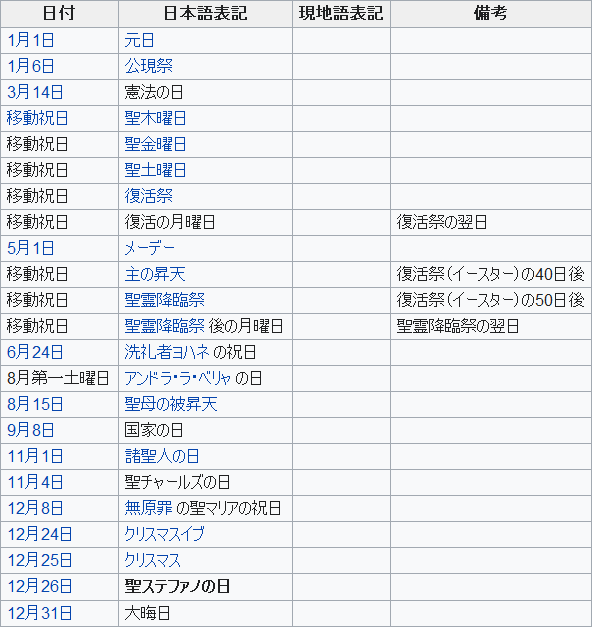 日付 日本語表記 現地語表記 備考
1月1日 元日
1月6日 公現祭
3月14日 憲法の日
移動祝日 聖木曜日
移動祝日 聖金曜日
移動祝日 聖土曜日
移動祝日 復活祭
移動祝日 復活の月曜日 復活祭の翌日
5月1日 メーデー
移動祝日 主の昇天 復活祭(イースター)の40日後
移動祝日 聖霊降臨祭 復活祭(イースター)の50日後
移動祝日 聖霊降臨祭 後の月曜日 聖霊降臨祭の翌日
6月24日 洗礼者ヨハネ の祝日
8月第一土曜日 アンドラ・ラ・ベリャ の日
8月15日 聖母の被昇天
9月8日 国家の日
11月1日 諸聖人の日
11月4日 聖チャールズの日
12月8日 無原罪 の聖マリアの祝日
12月24日 クリスマスイブ
12月25日 クリスマス
12月26日 聖ステファノの日
12月31日 大晦日